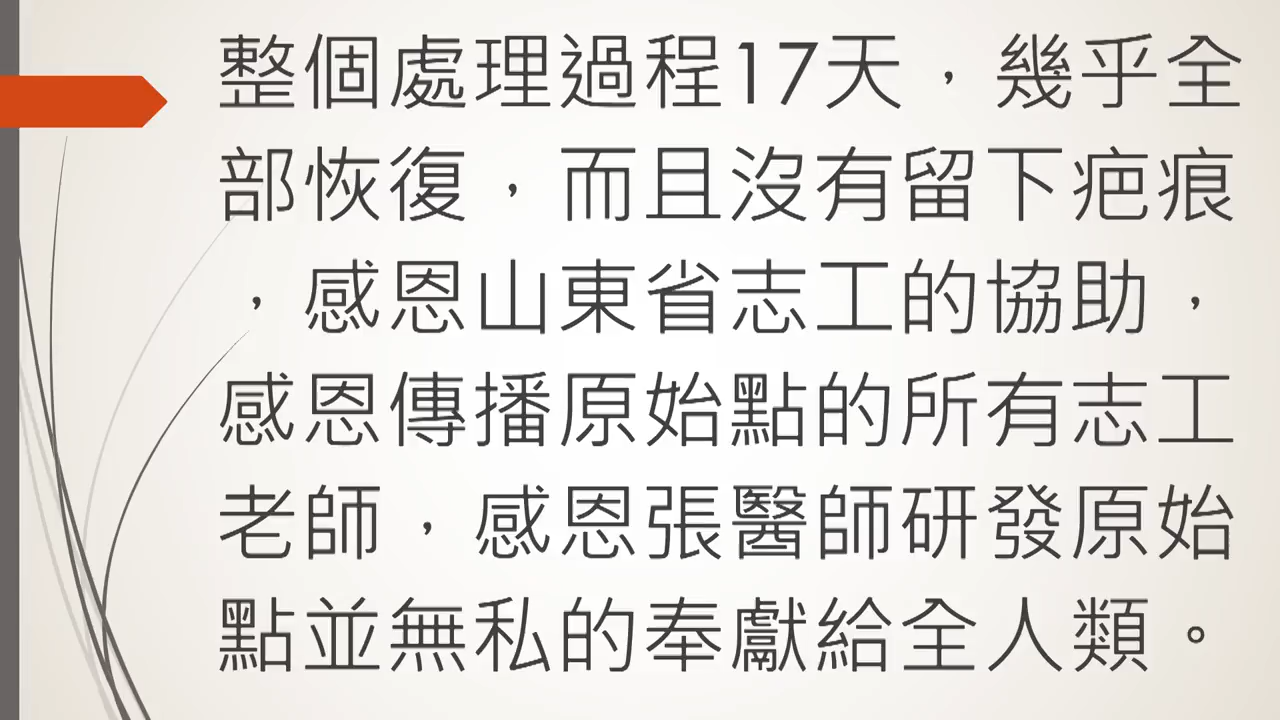 整個處理過程17天，幾乎全
部恢復，而且沒有留下疤痕
，感恩山東省志工的協助，
感恩傳播原始點的所有志工
老師，感恩張醫師研發原始
點並無私的奉獻給全人類。